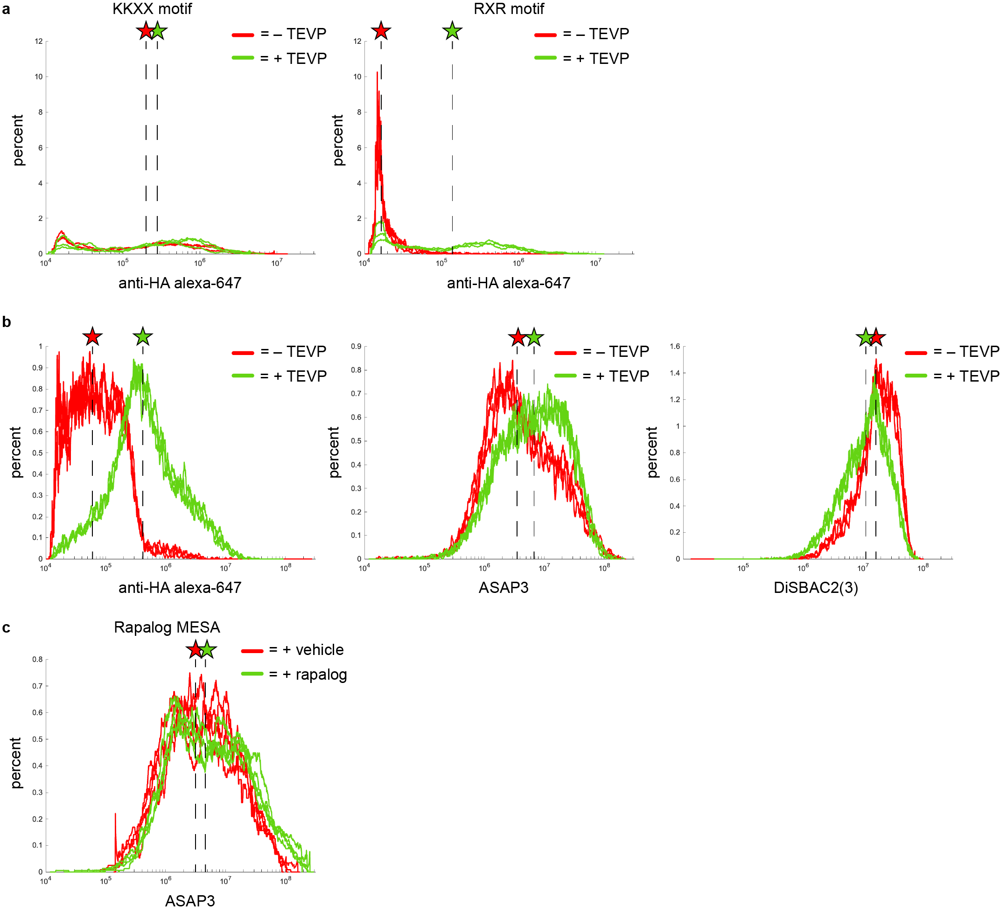 a
KKXX motif
RXR motif
= – TEVP
= + TEVP
= – TEVP
= + TEVP
percent
12
10
8
6
4
2
0
10⁴
10⁵
10⁶
10⁷
anti-HA alexa-647
percent
12
10
8
6
4
2
0
10⁴
10⁵
10⁶
10⁷
anti-HA alexa-647
b
= – TEVP
= + TEVP
percent
1
0.9
0.8
0.7
0.6
0.5
0.4
0.3
0.2
0.1
0
10⁴
10⁵
10⁶
10⁷
10⁸
anti-HA alexa-647
= – TEVP
= + TEVP
percent
0.9
0.8
0.7
0.6
0.5
0.4
0.3
0.2
0.1
0
10⁴
10⁵
10⁶
10⁷
10⁸
ASAP3
= – TEVP
= + TEVP
percent
1.6
1.4
1.2
1
0.8
0.6
0.4
0.2
0
10⁵
10⁶
10⁷
10⁸
DiSBAC2(3)
c
Rapalog MESA
= + vehicle
= + rapalog
percent
0.8
0.7
0.6
0.5
0.4
0.3
0.2
0.1
0
10⁴
10⁵
10⁶
10⁷
10⁸
ASAP3